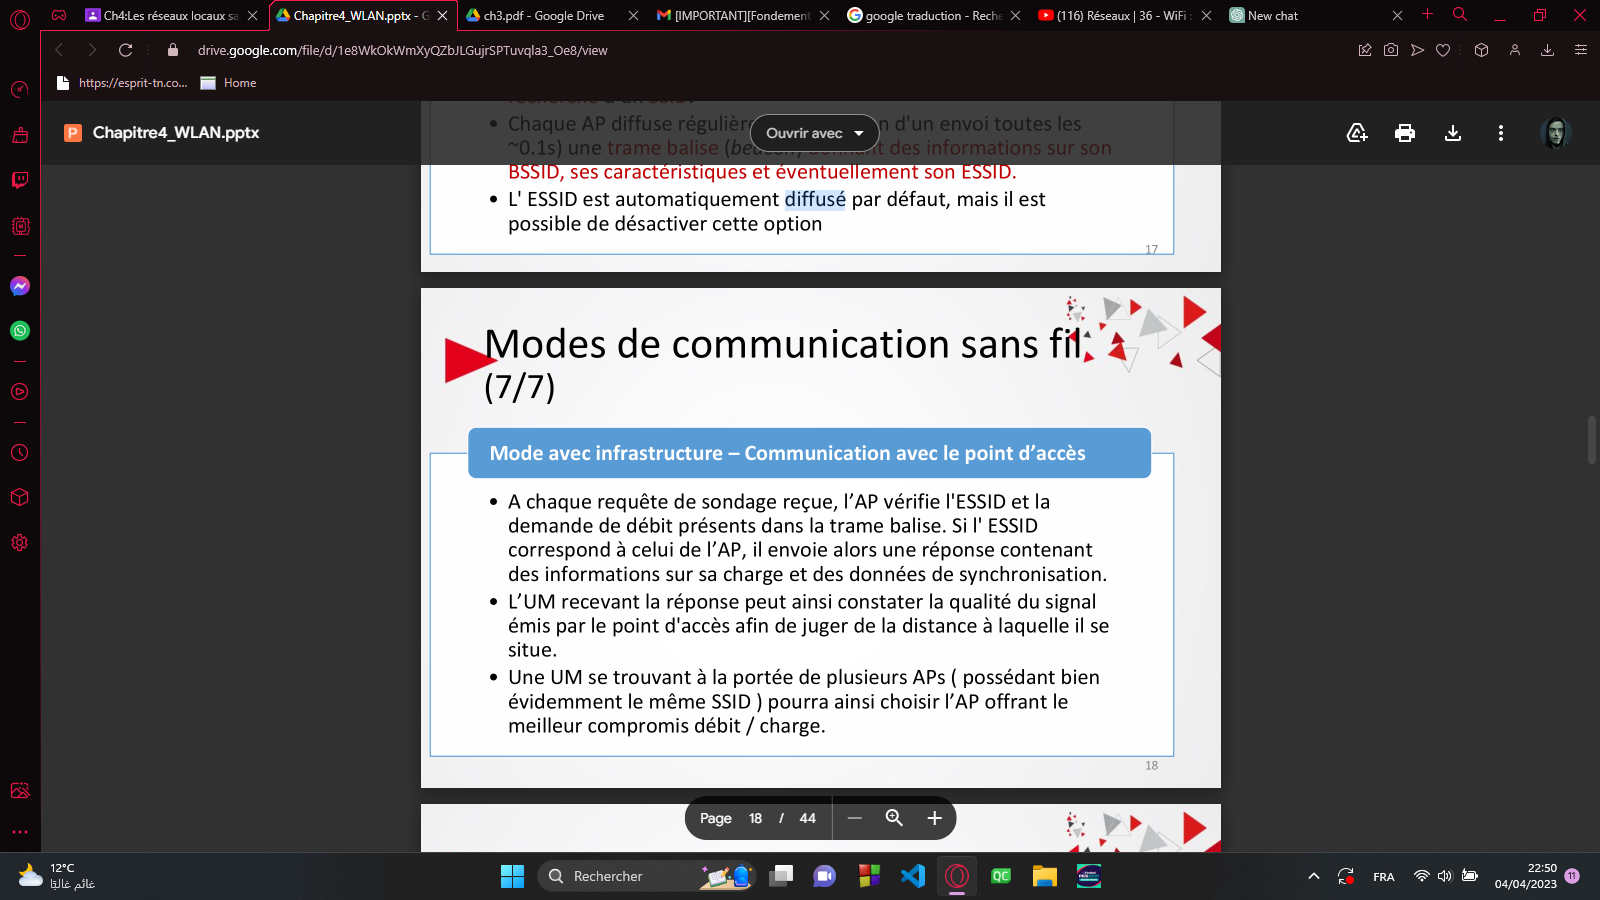 Ch4:Les réseaux locaux sa
Chapitre4_WLAN.pptx - G
ch3.pdf - Google Drive
[IMPORTANT][Fondement
google traduction - Reche
(116) Réseaux | 36 - WiFi :
New chat
drive.google.com/file/d/1e8WkOkWmXyQZbJLGujrSPTuvqla3_Oe8/view
https://esprit-tn.co...
Home
Chapitre4_WLAN.pptx
Ouvrir avec
Chaque AP diffuse régulière n d'un envoi toutes les
~0.1s) une trame balise ( des informations sur son
BSSID, ses caractéristiques et éventuellement son ESSID.
• L' ESSID est automatiquement diffusé par défaut, mais il est
possible de désactiver cette option
17
Modes de communication sans fil
(7/7)
Mode avec infrastructure – Communication avec le point d’accès
• A chaque requête de sondage reçue, l’AP vérifie l'ESSID et la
demande de débit présents dans la trame balise. Si l' ESSID
correspond à celui de l’AP, il envoie alors une réponse contenant
des informations sur sa charge et des données de synchronisation.
• L’UM recevant la réponse peut ainsi constater la qualité du signal
émis par le point d'accès afin de juger de la distance à laquelle il se
situe.
• Une UM se trouvant à la portée de plusieurs APs ( possédant bien
évidemment le même SSID ) pourra ainsi choisir l’AP offrant le
meilleur compromis débit / charge.
18
Page 18 / 44
12°C
غائم غالبًا
Rechercher
QC
FRA
22:50
04/04/2023
11